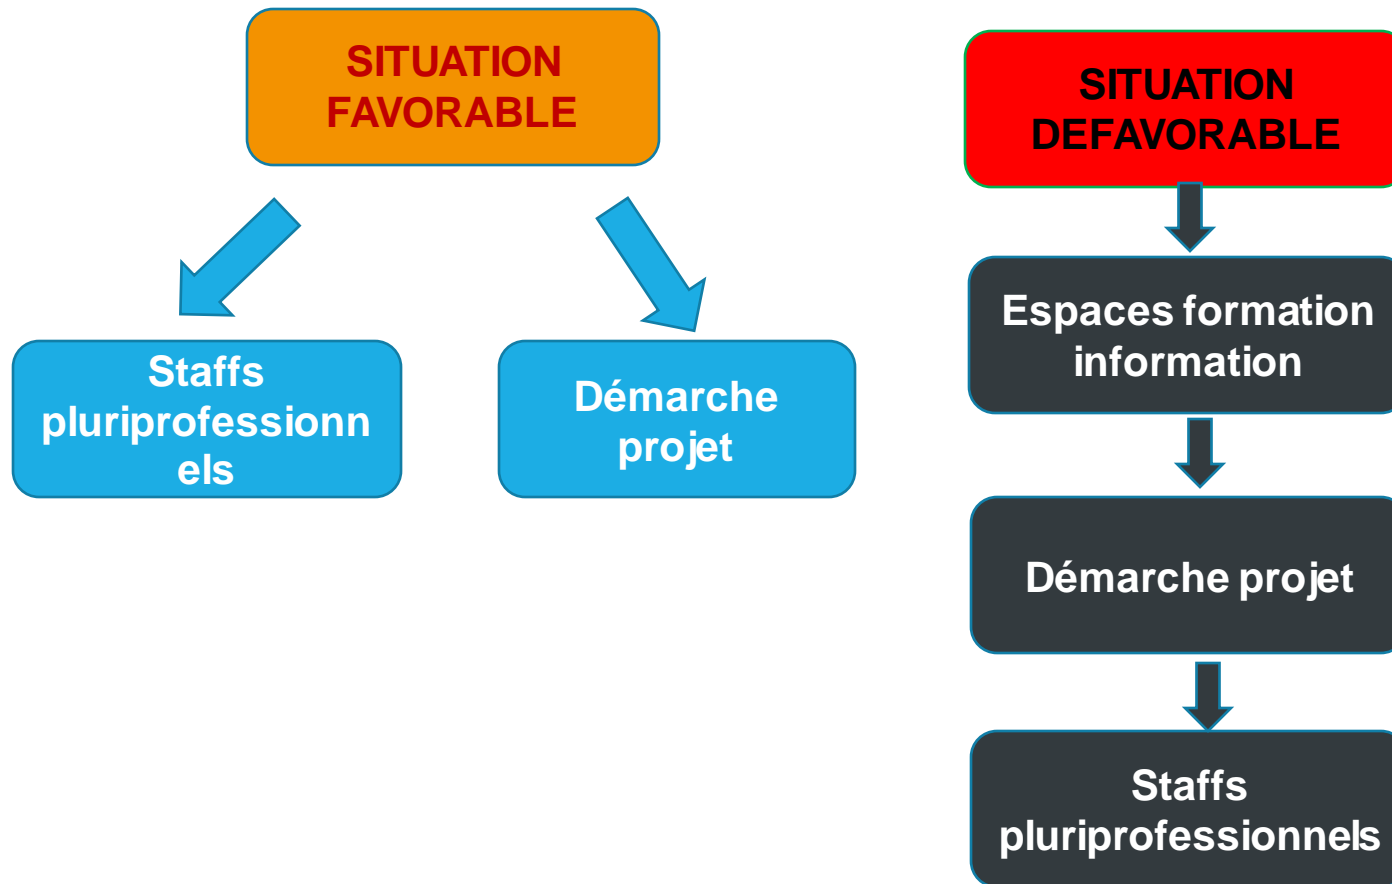 SITUATION
FAVORABLE
Staffs
pluriprofessionn
els
Démarche
projet
SITUATION
DEFAVORABLE
Espaces formation
information
Démarche projet
Staffs
pluriprofessionnels